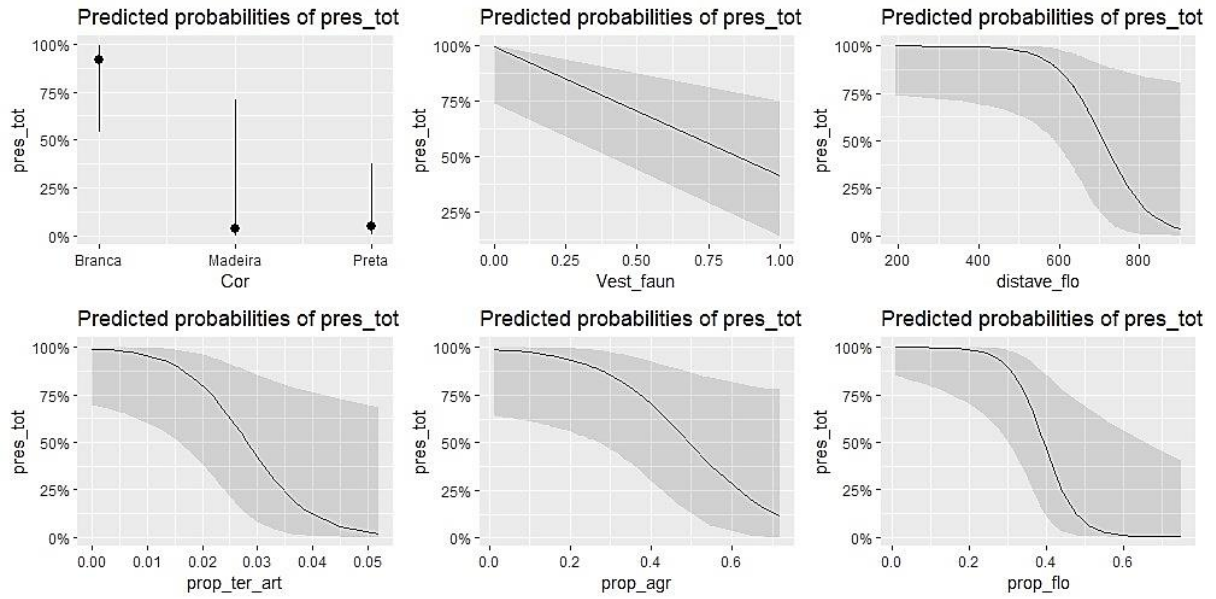 Predicted probabilities of pres_tot
100%
75%
50%
25%
0%
pres_tot
Branca Madeira Preta
Cor
Predicted probabilities of pres_tot
100%
75%
50%
25%
pres_tot
0.00 0.25 0.50 0.75 1.00
Vest_faun
Predicted probabilities of pres_tot
100%
75%
50%
25%
0%
pres_tot
200 400 600 800
distave_flo
Predicted probabilities of pres_tot
100%
75%
50%
25%
0%
pres_tot
0.00 0.01 0.02 0.03 0.04 0.05
prop_ter_art
Predicted probabilities of pres_tot
100%
75%
50%
25%
0%
pres_tot
0.0 0.2 0.4 0.6
prop_agr
Predicted probabilities of pres_tot
100%
75%
50%
25%
0%
pres_tot
0.0 0.2 0.4 0.6
prop_flo